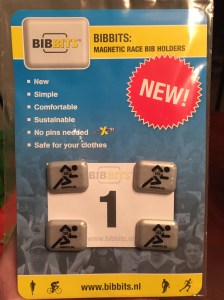 BIBBITS
BIBBITS:
MAGNETIC RACE BIB HOLDERS
NEW!
New
Simple
Comfortable
Sustainable
No pins needed
Safe for your clothes
1
www.bibbits.nl